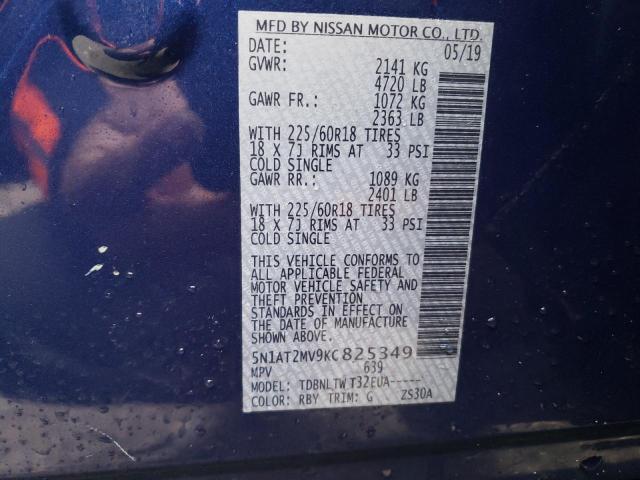 MFD BY NISSAN MOTOR CO., LTD.
DATE: 05/19
GVWR: 2141 KG
4720 LB
GAWR FR.: 1072 KG
2363 LB
WITH 225/60R18 TIRES
18 X 7J RIMS AT 33 PSI
COLD SINGLE
GAWR RR.: 1089 KG
2401 LB
WITH 225/60R18 TIRES
18 X 7J RIMS AT 33 PSI
COLD SINGLE
THIS VEHICLE CONFORMS TO
ALL APPLICABLE FEDERAL
MOTOR VEHICLE SAFETY AND
THEFT PREVENTION
STANDARDS IN EFFECT ON
THE DATE OF MANUFACTURE
SHOWN ABOVE.
5N1AT2MV9KC825349
MPV 639
MODEL: TDBNLTW T32EUA-----
COLOR: RBY TRIM: G ZS30A